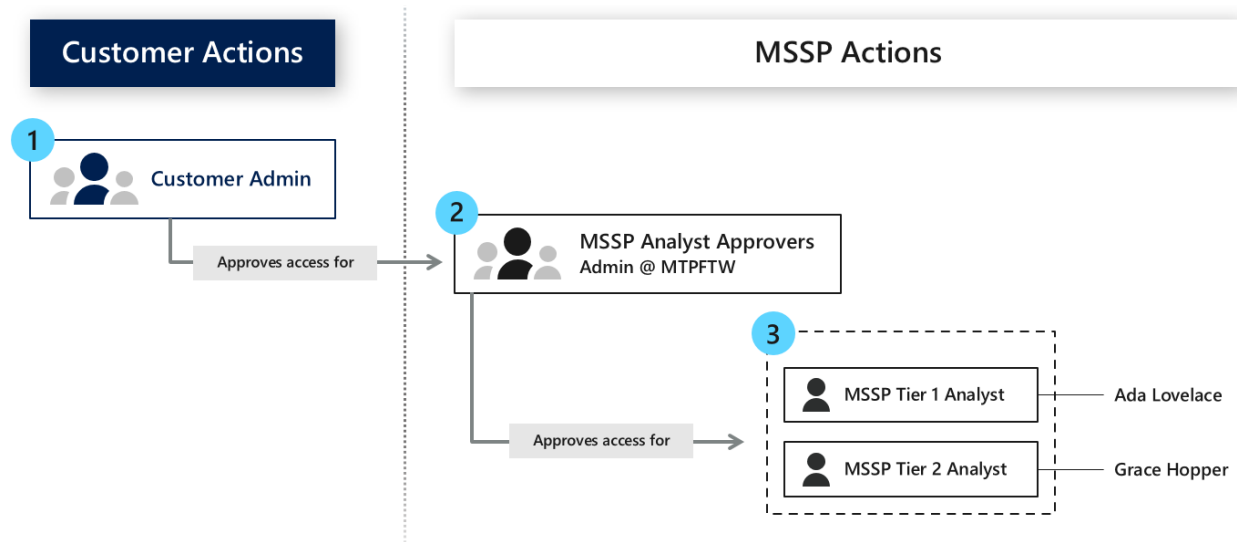 Customer Actions
MSSP Actions
1
Customer Admin
Approves access for
2
MSSP Analyst Approvers
Admin @ MTPFTW
3
MSSP Tier 1 Analyst
Ada Lovelace
Approves access for
MSSP Tier 2 Analyst
Grace Hopper